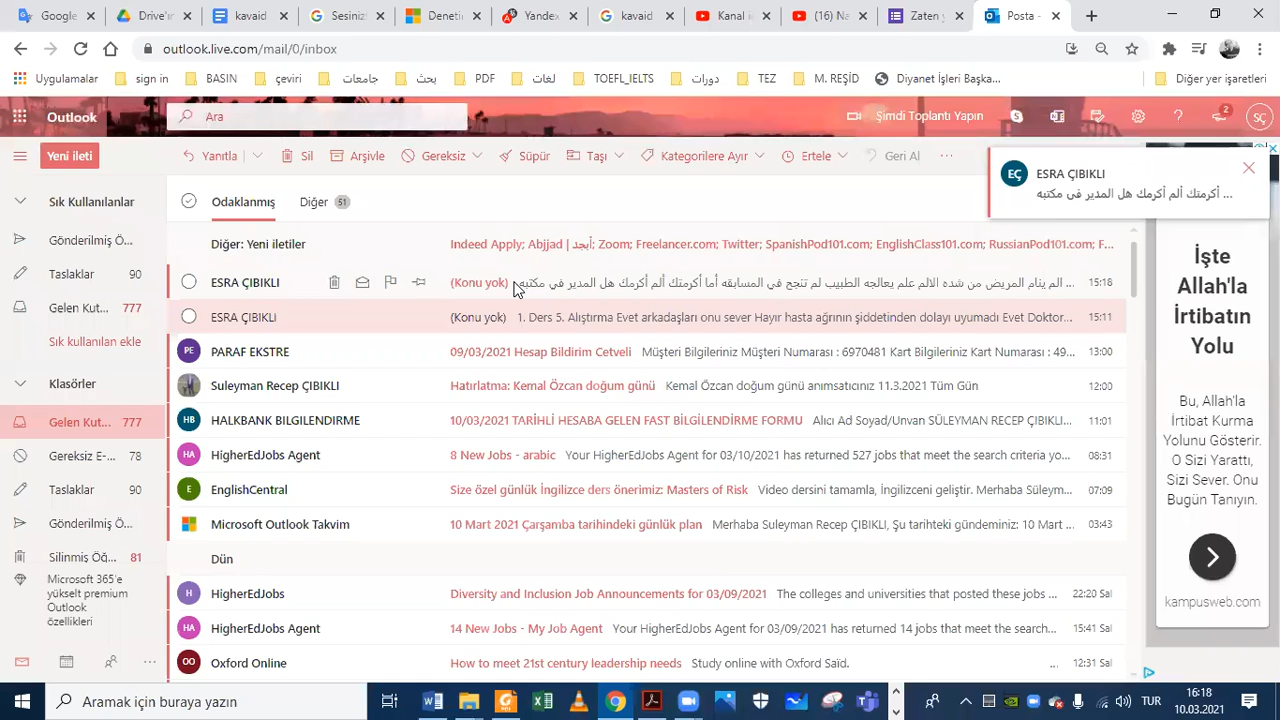 Google
Drive'ın
kavaid
Sesiniz
Deneti
Yandex
kavaid
Kanal i
(16) Na
Zaten y
Posta -
outlook.live.com/mail/0/inbox
Uygulamalar
sign in
BASIN
çeviri
جامعات
بحث
PDF
لغات
TOEFL_IELTS
دورات
TEZ
M. REŞİD
Diyanet İşleri Başka...
Diğer yer işaretleri
Outlook
Ara
Şimdi Toplantı Yapın
2
SÇ
Yeni ileti
Yanıtla
Sil
Arşivle
Gereksiz
Süpür
Taşı
Kategorilere Ayır
Ertele
Geri Al
EÇ
ESRA ÇIBIKLI
أكرمتك ألم أكرمك هل المدير في مكتبه ...
Sık Kullanılanlar
Gönderilmiş Ö...
Taslaklar 90
Gelen Kut... 777
Sık kullanılan ekle
Klasörler
Gelen Kut... 777
Gereksiz E-... 78
Taklaklar 90
Gönderilmiş Ö...
Silinmiş Öğ... 81
Microsoft 365'e
yükselt premium
Outlook
özellikleri
Odaklanmış
Diğer 51
Diğer: Yeni iletiler Indeed Apply; Abjjad | أبجد; Zoom; Freelancer.com; Twitter; SpanishPod101.com; EnglishClass101.com; RussianPod101.com; F...
ESRA ÇIBIKLI (Konu yok) الم ينام المريض من شده الالم علم يعالجه الطبيب لم تنجح في المسابقه أما أكرمتك ألم أكرمك هل المدير في مكتبه ... 15:18
ESRA ÇIBIKLI (Konu yok) 1. Ders 5. Alıştırma Evet arkadaşları onu sever Hayır hasta ağrının şiddetinden dolayı uyumadı Evet Doktor... 15:11
PE PARAF EKSTRE 09/03/2021 Hesap Bildirim Cetveli Müşteri Bilgileriniz Müşteri Numarası : 6970481 Kart Bilgileriniz Kart Numarası : 49... 13:00
Suleyman Recep ÇIBIKLI Hatırlatma: Kemal Özcan doğum günü Kemal Özcan doğum günü anımsatıcınız 11.3.2021 Tüm Gün 12:00
HB HALKBANK BILGILENDIRME 10/03/2021 TARİHLİ HESABA GELEN FAST BİLGİLENDİRME FORMU Alıcı Ad Soyad/Unvan SÜLEYMAN RECEP ÇIBIKLI... 11:01
HA HigherEdJobs Agent 8 New Jobs - arabic Your HigherEdJobs Agent for 03/10/2021 has returned 527 jobs that meet the search criteria yo... 08:31
E EnglishCentral Size özel günlük İngilizce ders önerimiz: Masters of Risk Video dersini tamamla, İngilizceni geliştir. Merhaba Süleym... 07:09
Microsoft Outlook Takvim 10 Mart 2021 Çarşamba tarihindeki günlük plan Merhaba Suleyman Recep ÇIBIKLI, Şu tarihteki gündeminiz: 10 Mart ... 03:43
Dün
H HigherEdJobs Diversity and Inclusion Job Announcements for 03/09/2021 The colleges and universities that posted these jobs ... 22:20 Sal
HA HigherEdJobs Agent 14 New Jobs - My Job Agent Your HigherEdJobs Agent for 03/09/2021 has returned 14 jobs that meet the search... 15:41 Sal
OO Oxford Online How to meet 21st century leadership needs Study online with Oxford Saïd. ... 12:31 Sal
İşte
Allah'la
İrtibatın
Yolu
Bu, Allah'la
İrtibat Kurma
Yolunu Gösterir.
O Sizi Yarattı,
Sizi Sever. Onu
Bugün Tanıyın.
kampusweb.com
Aramak için buraya yazın
TUR
16:18
10.03.2021